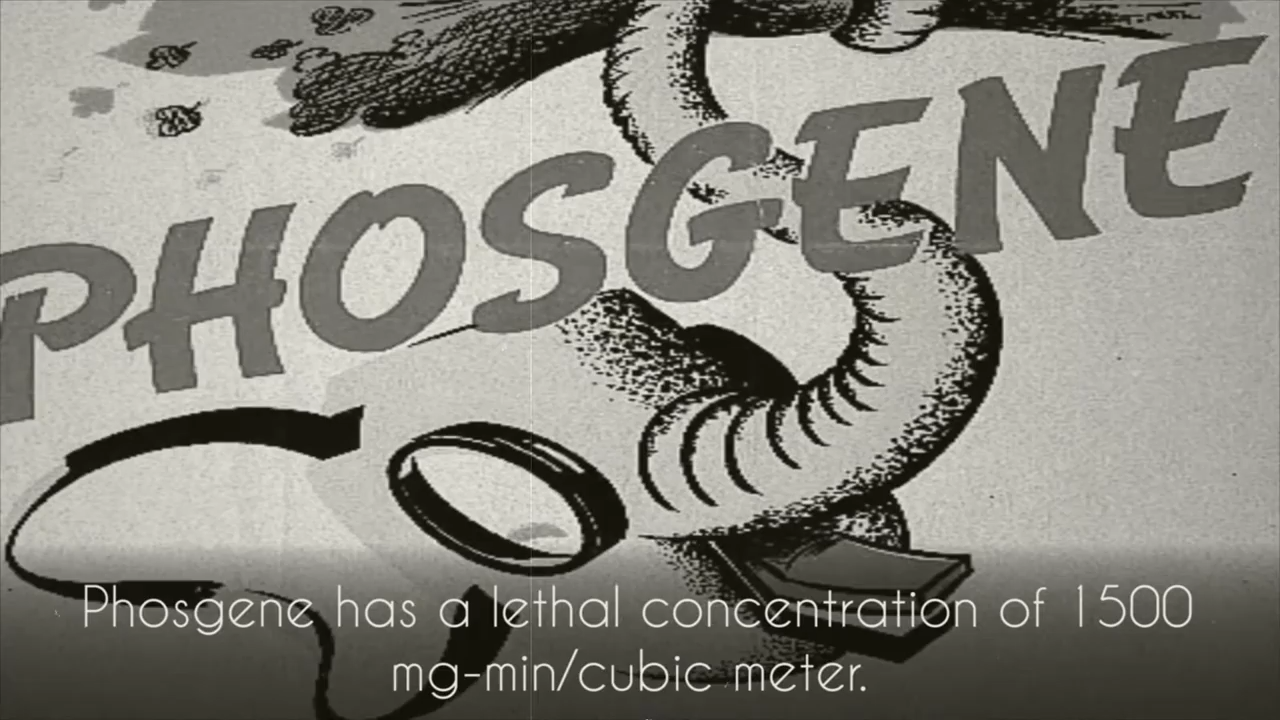 PHOSGENE
Phosgene has a lethal concentration of 1500
mg-min/cubic meter.